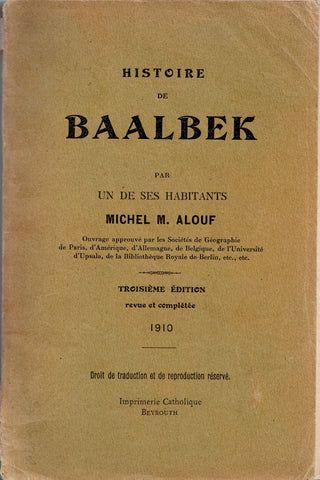 HISTOIRE
DE
BAALBEK
PAR
UN DE SES HABITANTS
MICHEL M. ALOUF
Ouvrage approuvé par les Sociétés de Géographie
de Paris, d'Amérique, d'Allemagne, de Belgique, de l'Université
d'Upsala, de la Bibliothèque Royale de Berlin, etc., etc.
TROISIÈME ÉDITION
revue et complétée
1910
Droit de traduction et de reproduction réservé.
Imprimerie Catholique
BEYROUTH